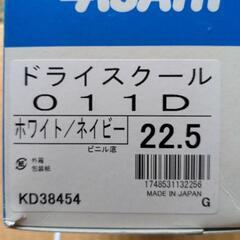 ASAHI
ドライスクール
011D
ホワイト/ネイビー
22.5
ビニル底
外箱
包装紙
1748531132256
MADE IN JAPAN
KD38454
G